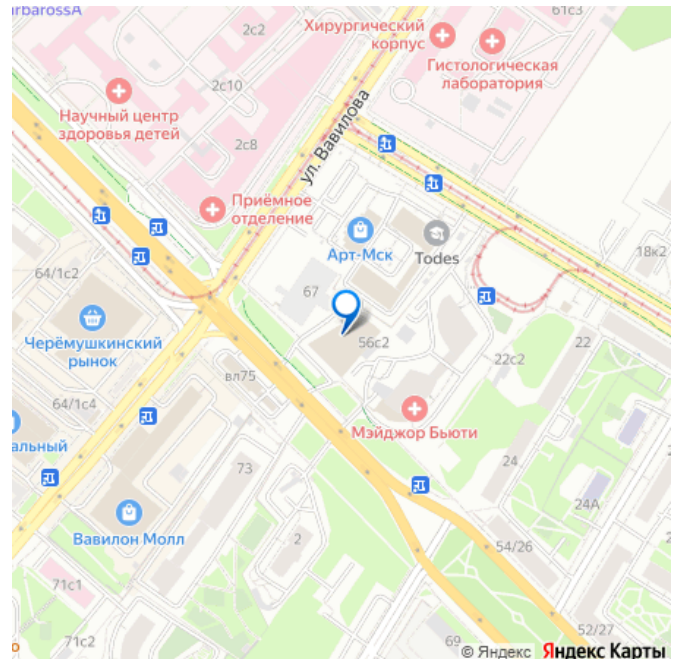 arbarossA
2с2
Хирургический
корпус
61с3
Гистологическая
лаборатория
2с10
Научный центр
здоровья детей
2с8
ул. Вавилова
Приёмное
отделение
Арт-Мск
Todes
18к2
64/1с2
67
Черёмушкинский
рынок
56с2
22
22с2
вл75
64/1с4
Мэйджор Бьюти
альный
73
24
24А
Вавилон Молл
2
54/26
71с1
52/27
71с2
69
о
© Яндекс Яндекс Карты